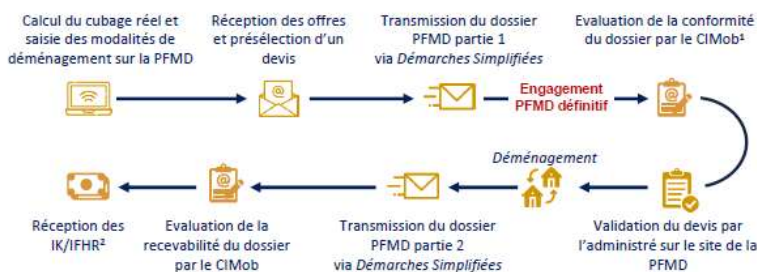 Calcul du cubage réel et
saisie des modalités de
déménagement sur la PFMD
Réception des offres
et présélection d'un
devis
Transmission du dossier
PFMD partie 1
via Démarches Simplifiées
Engagement
PFMD définitif
Evaluation de la conformité
du dossier par le CIMob¹
Déménagement
Validation du devis par
l'administré sur le site de la
PFMD
Transmission du dossier
PFMD partie 2
via Démarches Simplifiées
Evaluation de la
recevabilité du dossier
par le CIMob
Réception des
IK/IFHR²